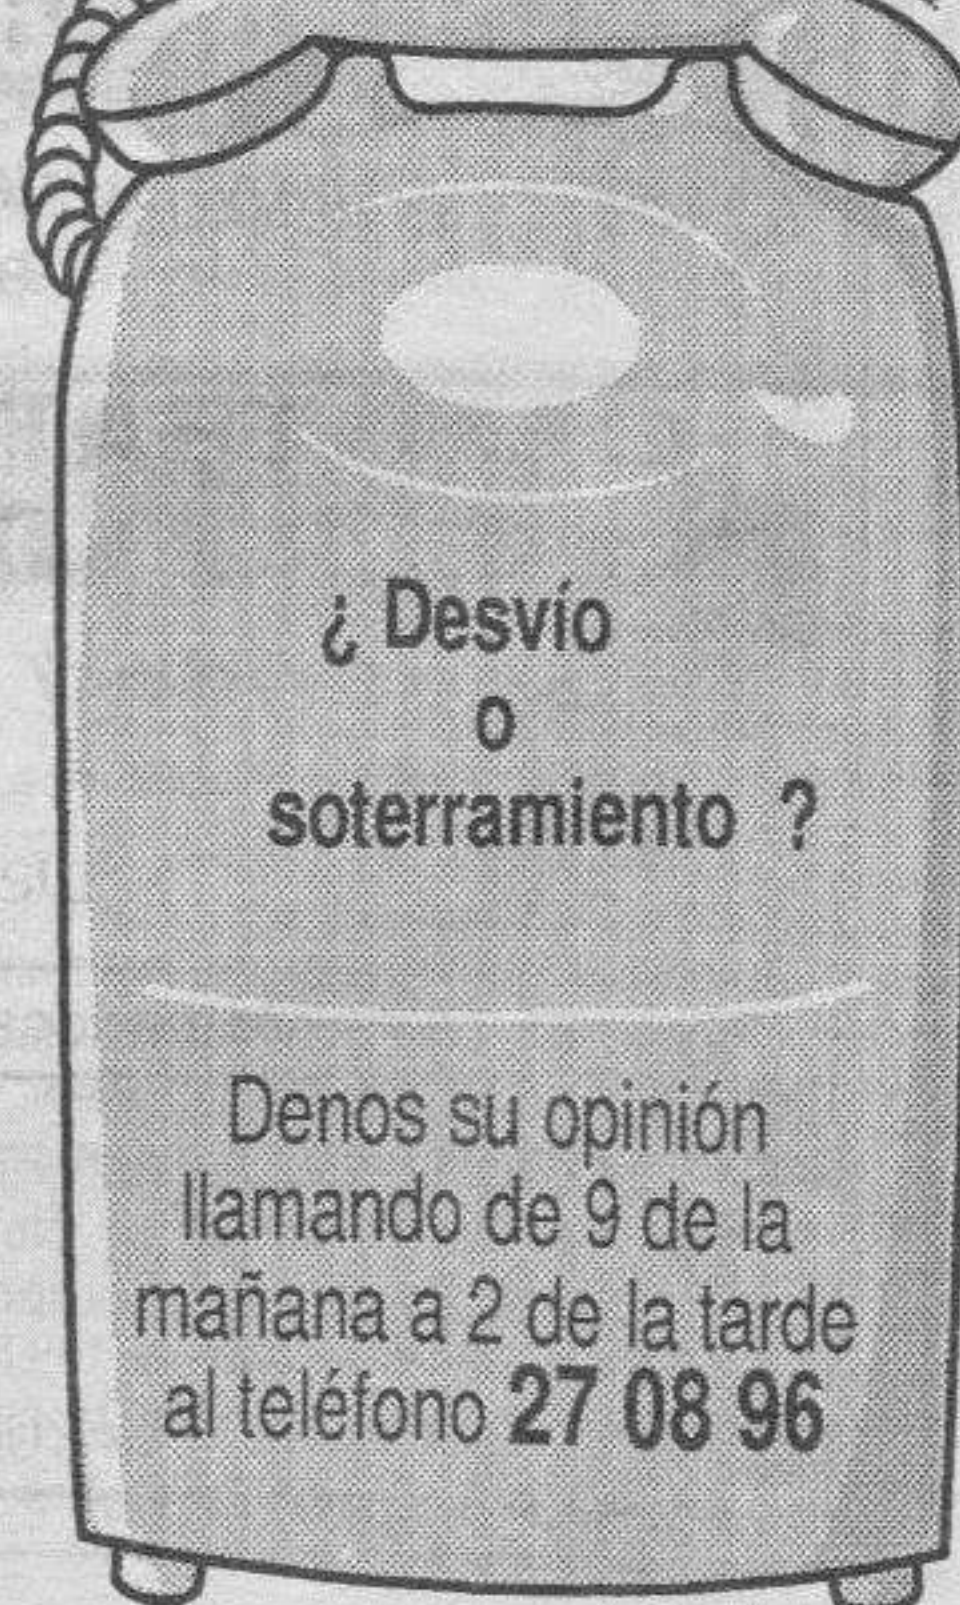 ¿ Desvío
o
soterramiento ?
Denos su opinión
llamando de 9 de la
mañana a 2 de la tarde
al teléfono 27 08 96